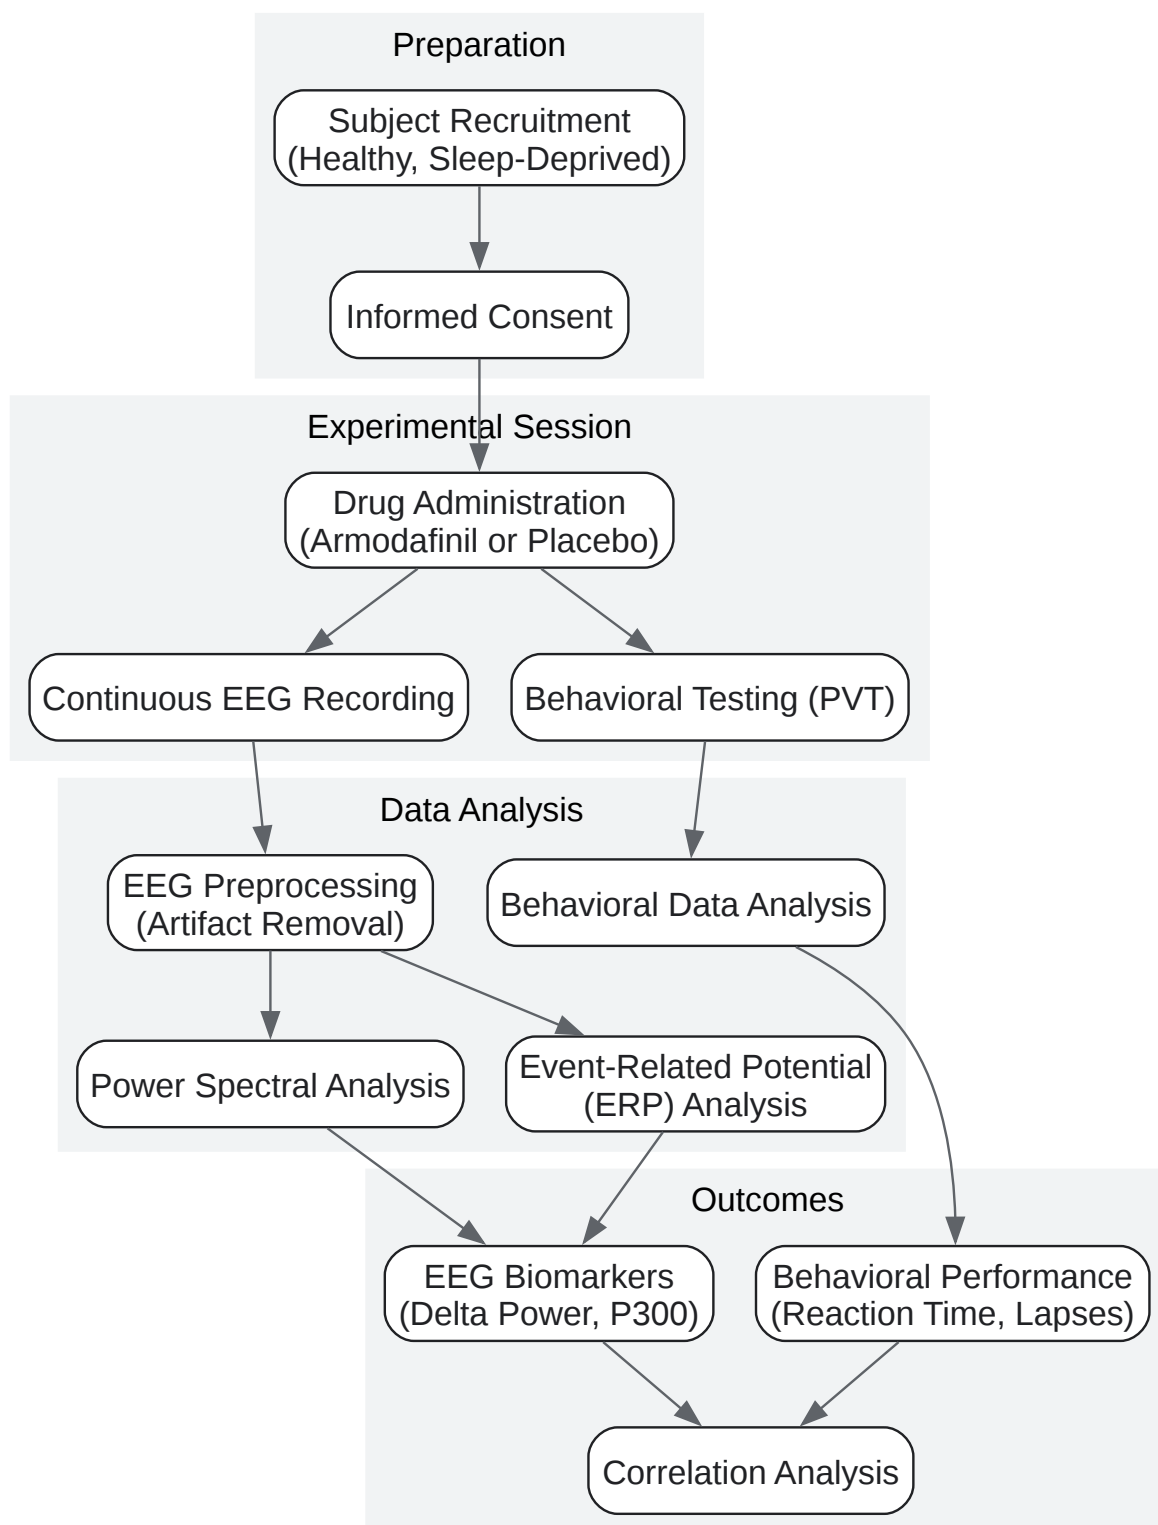 Preparation
Subject Recruitment
(Healthy, Sleep-Deprived)
Informed Consent
Experimental Session
Drug Administration
(Armodafinil or Placebo)
Continuous EEG Recording
Behavioral Testing (PVT)
Data Analysis
EEG Preprocessing
(Artifact Removal)
Behavioral Data Analysis
Power Spectral Analysis
Event-Related Potential
(ERP) Analysis
Outcomes
EEG Biomarkers
(Delta Power, P300)
Behavioral Performance
(Reaction Time, Lapses)
Correlation Analysis